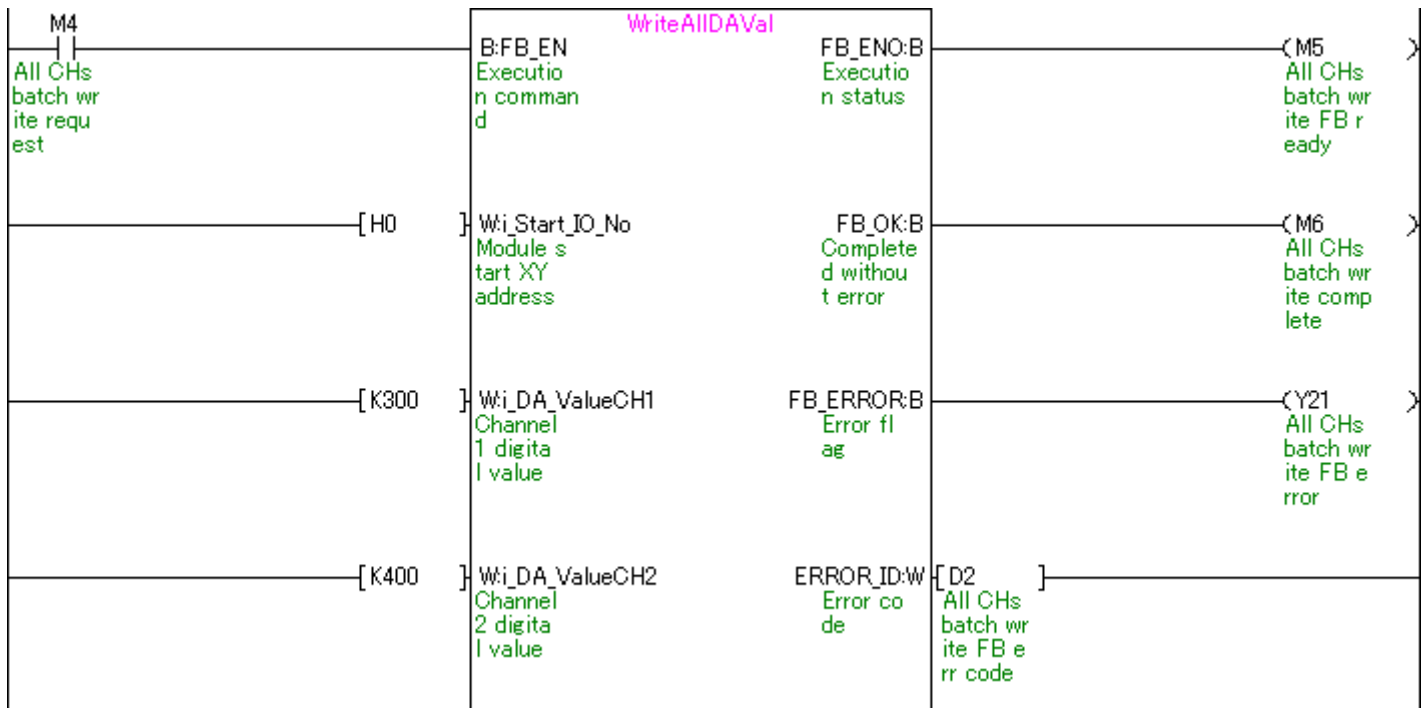 M4
WriteAllDAVal
B:FB_EN
FB_ENO:B
M5
All CHs
batch wr
ite requ
est
Executio
n comman
d
Executio
n status
All CHs
batch wr
ite FB r
eady
H0
W:i_Start_IO_No
FB_OK:B
M6
Module s
tart XY
address
Complete
d withou
t error
All CHs
batch wr
ite comp
lete
K300
W:i_DA_ValueCH1
FB_ERROR:B
Y21
Channel
1 digita
l value
Error fl
ag
All CHs
batch wr
ite FB e
rror
K400
W:i_DA_ValueCH2
ERROR_ID:W
D2
Channel
2 digita
l value
Error co
de
All CHs
batch wr
ite FB e
rr code